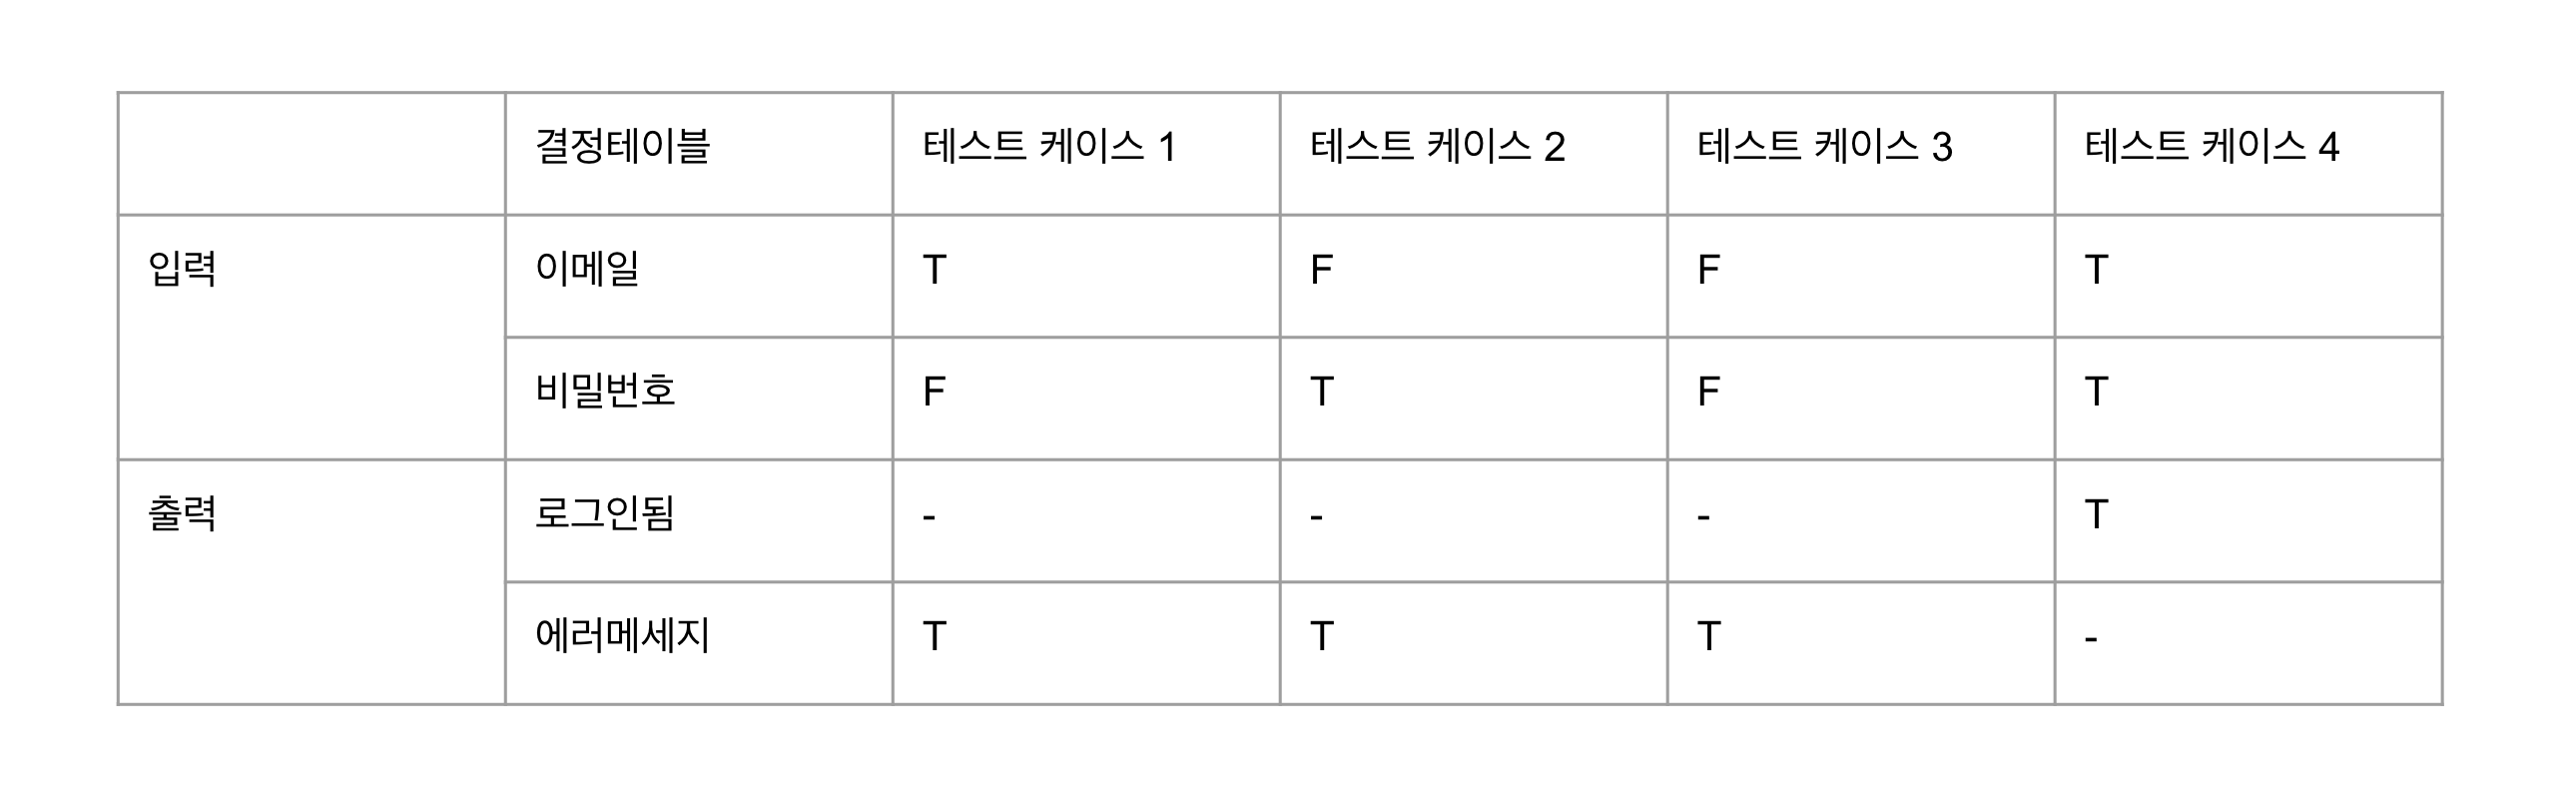 결정테이블 테스트 케이스 1 테스트 케이스 2 테스트 케이스 3 테스트 케이스 4
입력 이메일 T F F T
비밀번호 F T F T
출력 로그인됨 - - - T
에러메세지 T T T -